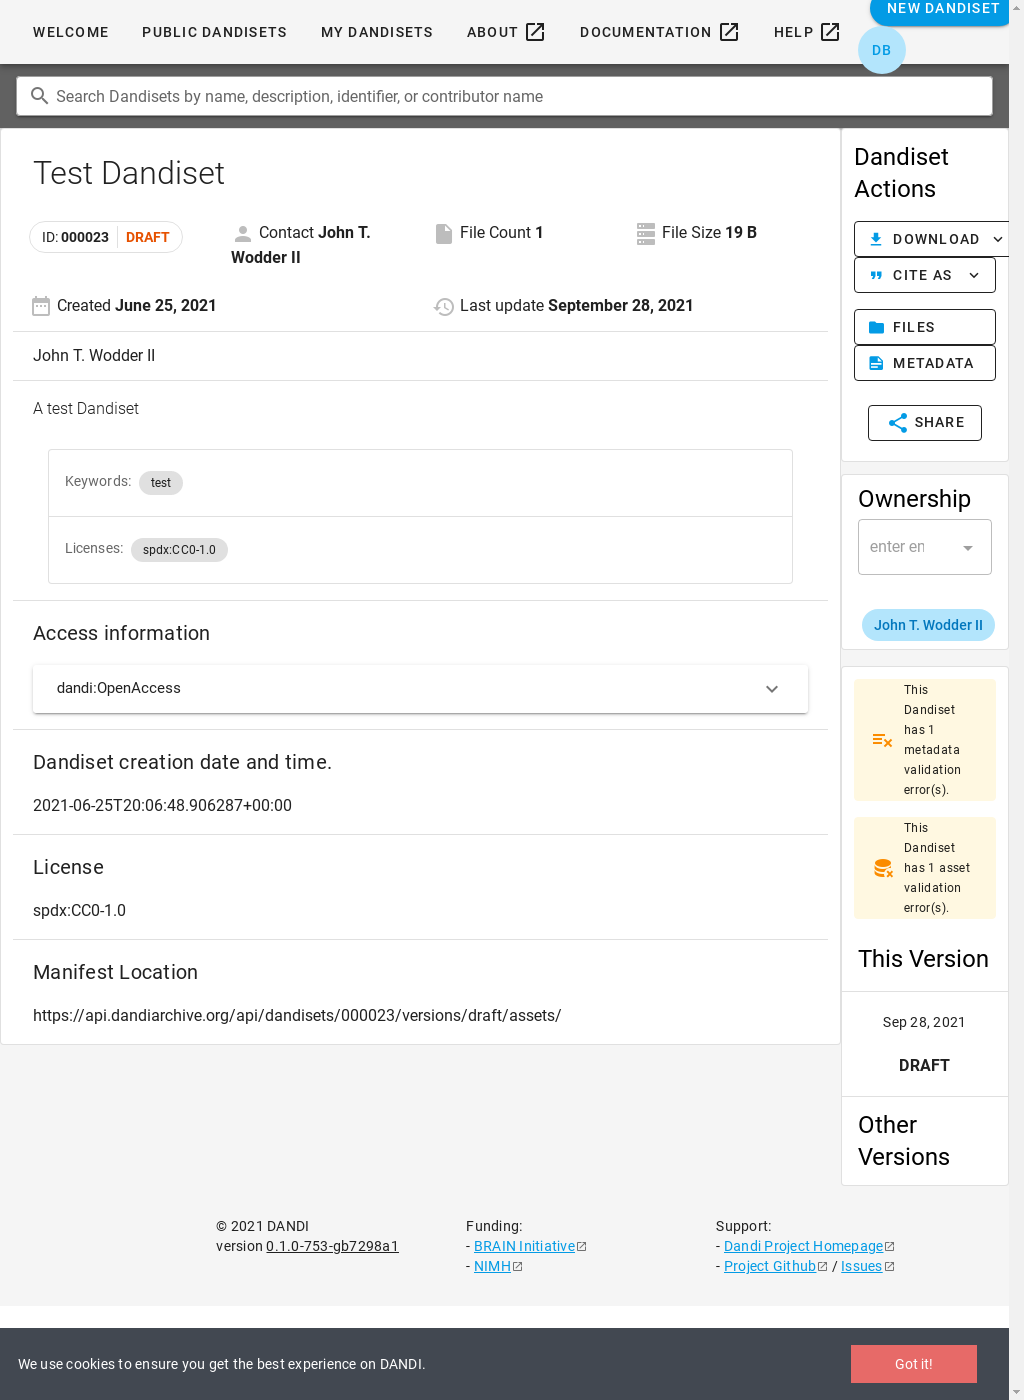 WELCOME PUBLIC DANDISETS MY DANDISETS ABOUT DOCUMENTATION HELP NEW DANDISET
DB
Search Dandisets by name, description, identifier, or contributor name
Test Dandiset
ID: 000023 DRAFT
Contact John T. Wodder II
File Count 1
File Size 19 B
Created June 25, 2021
Last update September 28, 2021
John T. Wodder II
A test Dandiset
Keywords: test
Licenses: spdx:CC0-1.0
Access information
dandi:OpenAccess
Dandiset creation date and time.
2021-06-25T20:06:48.906287+00:00
License
spdx:CC0-1.0
Manifest Location
https://api.dandiarchive.org/api/dandisets/000023/versions/draft/assets/
Dandiset
Actions
DOWNLOAD
CITE AS
FILES
METADATA
SHARE
Ownership
enter em
John T. Wodder II
This
Dandiset
has 1
metadata
validation
error(s).
This
Dandiset
has 1 asset
validation
error(s).
This Version
Sep 28, 2021
DRAFT
Other
Versions
© 2021 DANDI
version 0.1.0-753-gb7298a1
Funding:
- BRAIN Initiative
- NIMH
Support:
- Dandi Project Homepage
- Project Github / Issues
We use cookies to ensure you get the best experience on DANDI.
Got it!